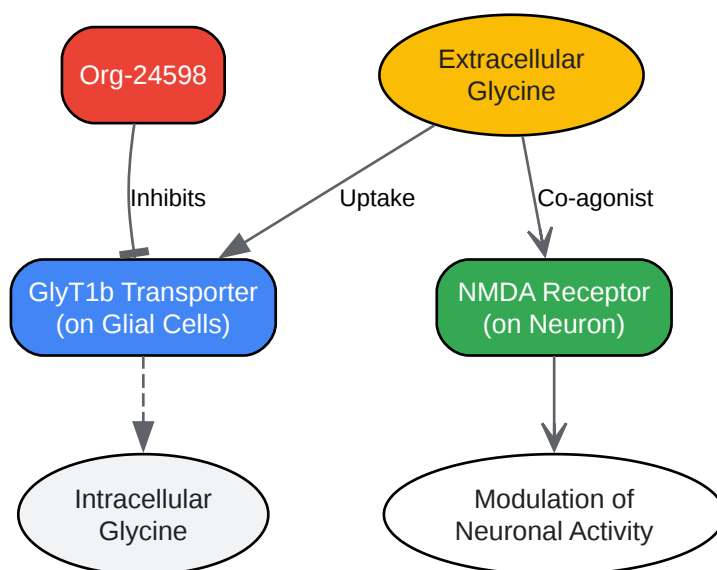 Org-24598
Extracellular
Glycine
Inhibits
Uptake
Co-agonist
GlyT1b Transporter
(on Glial Cells)
NMDA Receptor
(on Neuron)
Intracellular
Glycine
Modulation of
Neuronal Activity